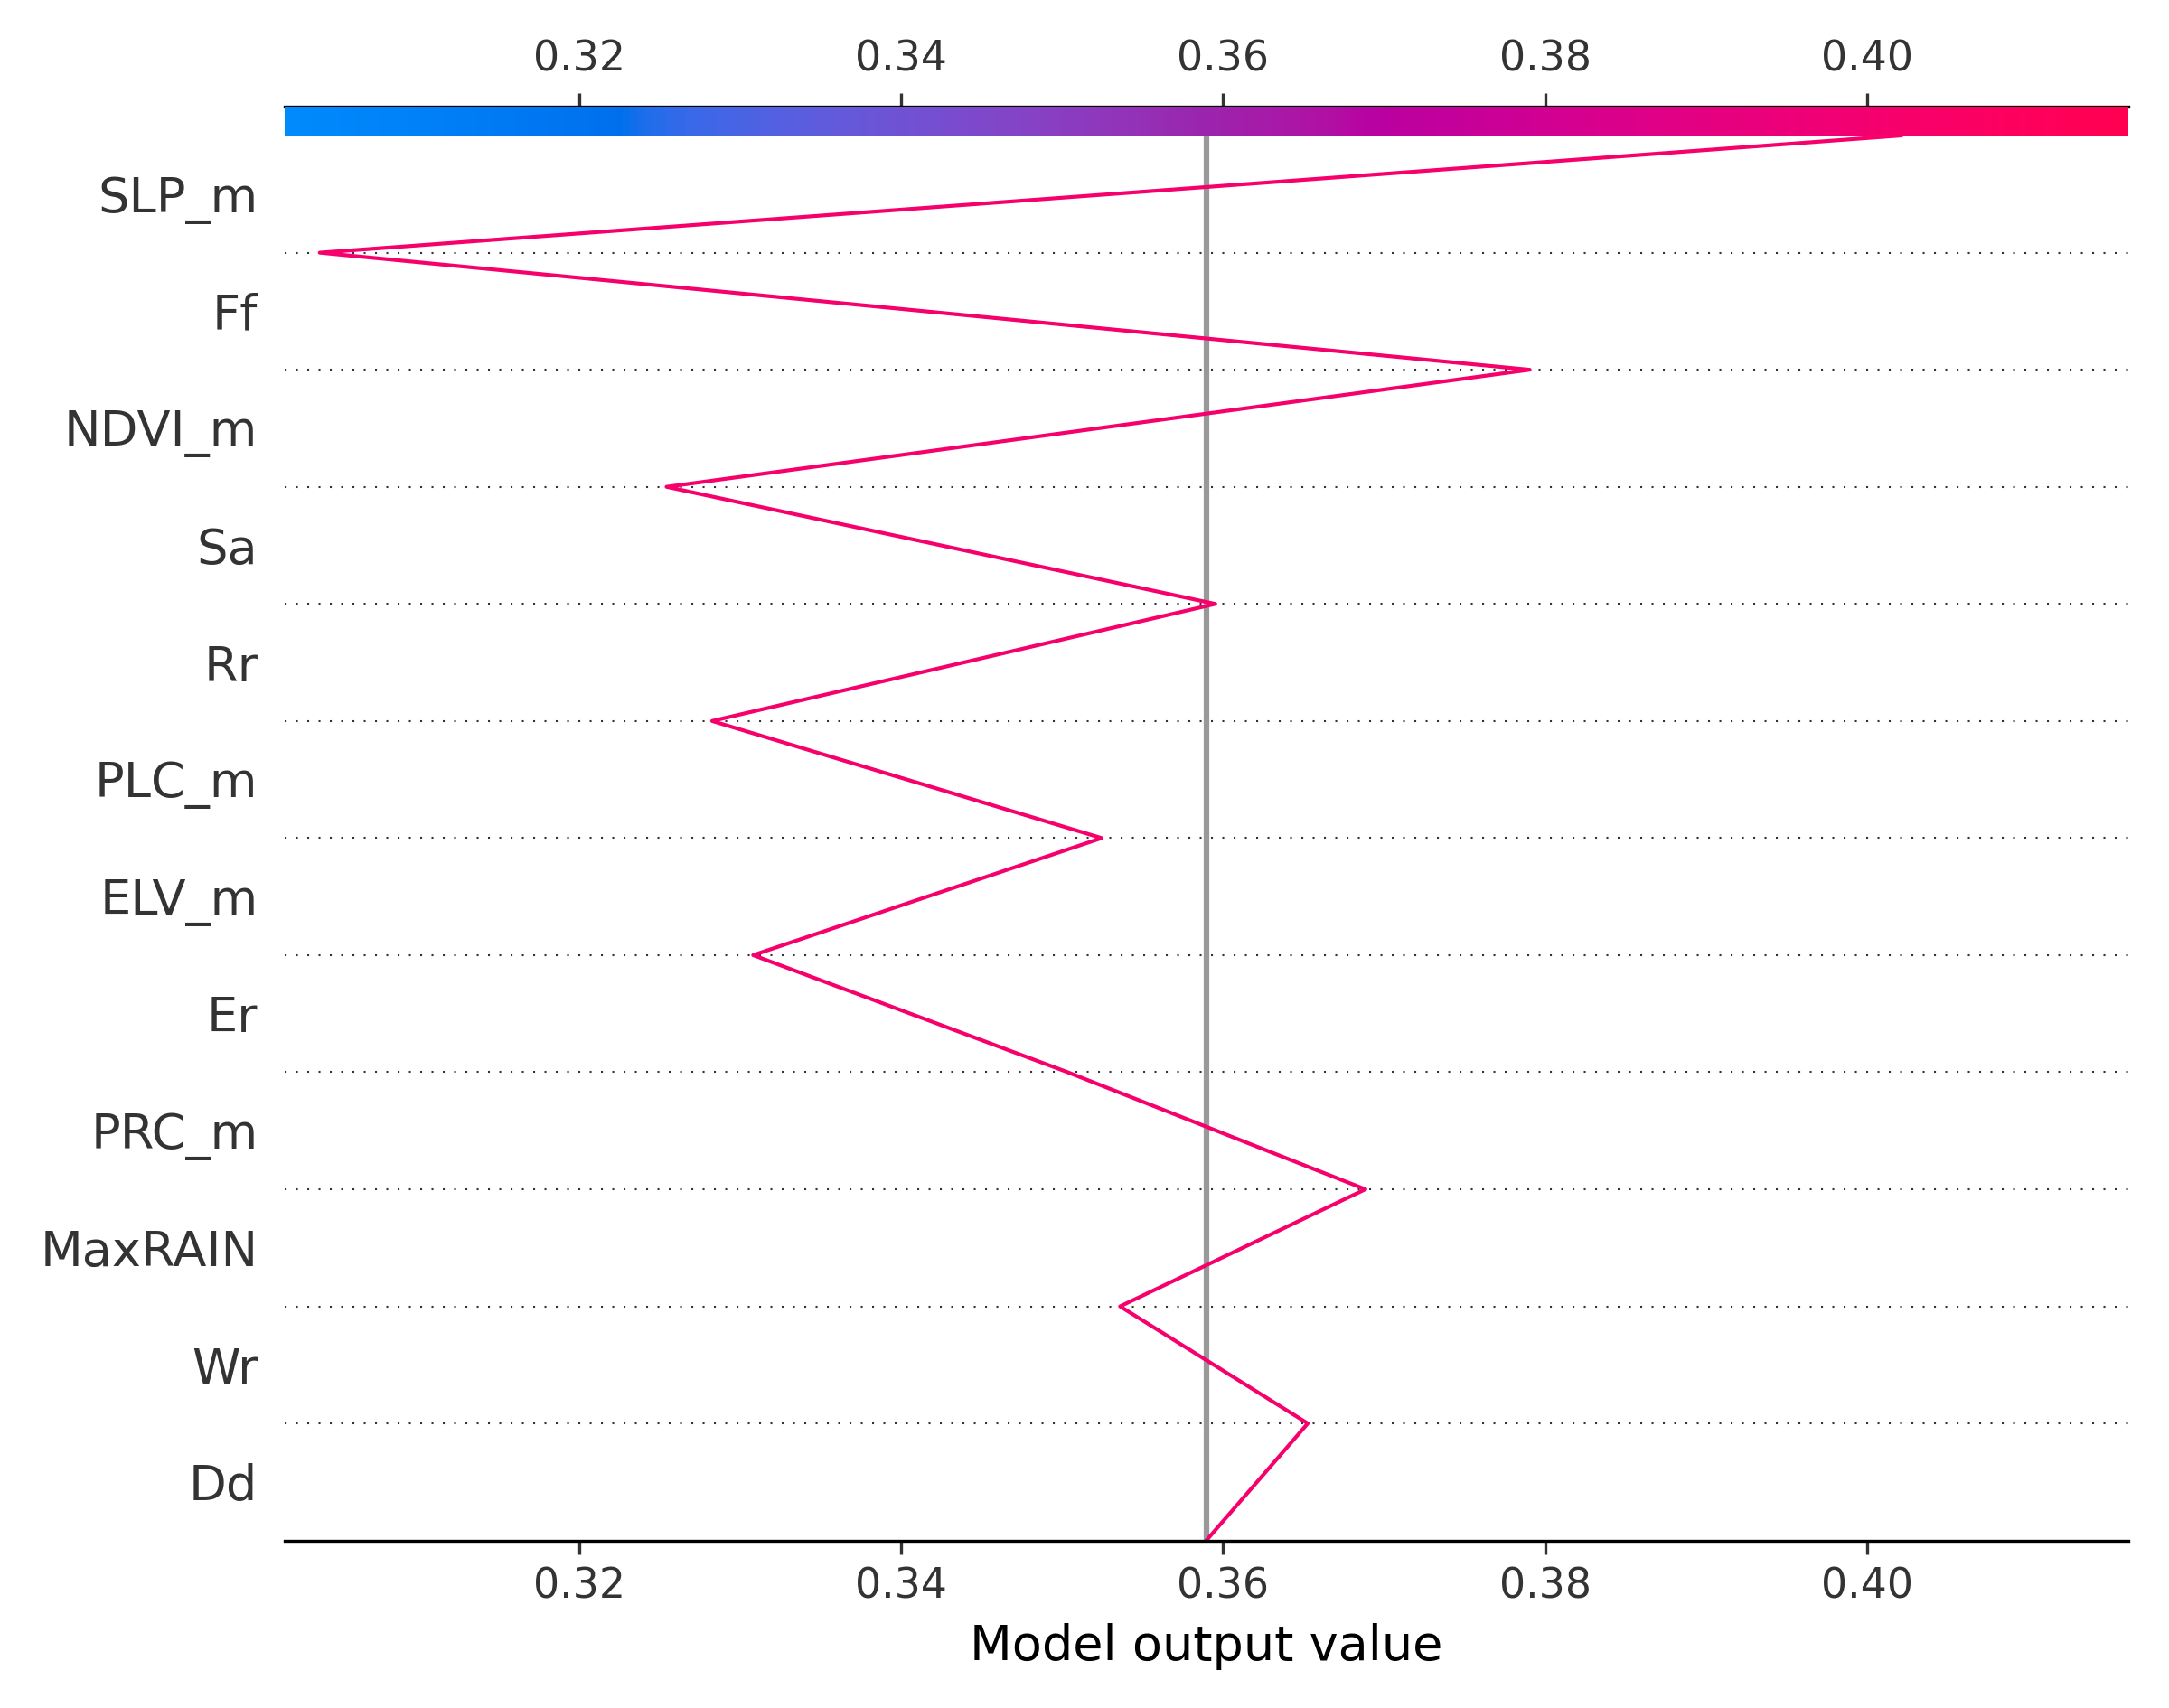 0.32 0.34 0.36 0.38 0.40
SLP_m
Ff
NDVI_m
Sa
Rr
PLC_m
ELV_m
Er
PRC_m
MaxRAIN
Wr
Dd
0.32 0.34 0.36 0.38 0.40
Model output value